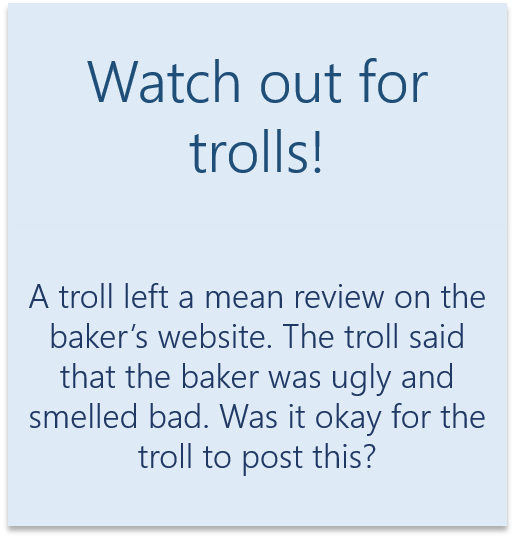 Watch out for
trolls!
A troll left a mean review on the
baker’s website. The troll said
that the baker was ugly and
smelled bad. Was it okay for the
troll to post this?